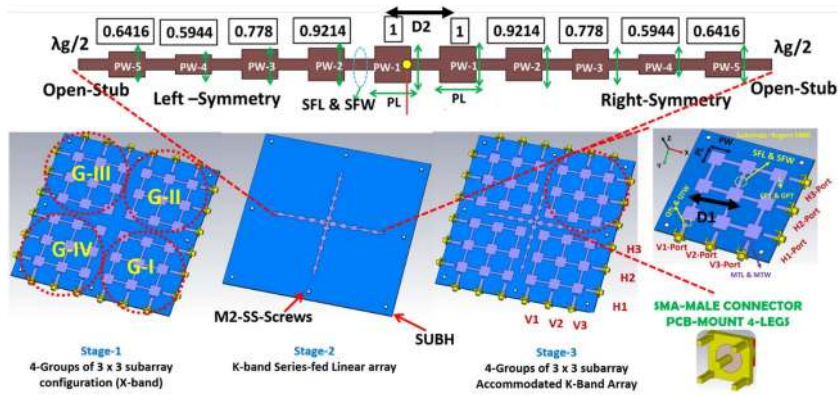 0.6416 0.5944 0.778 0.9214 1 D2 1 0.9214 0.778 0.5944 0.6416
λg/2 PW-5 PW-4 PW-3 PW-2 PW-1 PW-1 PW-2 PW-3 PW-4 PW-5 λg/2
Open-Stub Left –Symmetry SFL & SFW PL PL Right-Symmetry Open-Stub
G-III G-II
G-IV G-I
M2-SS-Screws
SUBH
H3
H2
H1
V1 V2 V3
PW
SFL & SFW
D1
H3-Port
H2-Port
H1-Port
V1-Port
V2-Port
V3-Port
MTL & MTW
SMA-MALE CONNECTOR
PCB-MOUNT 4-LEGS
Stage-1
4-Groups of 3 x 3 subarray
configuration (X-band)
Stage-2
K-band Series-fed Linear array
Stage-3
4-Groups of 3 x 3 subarray
Accommodated K-Band Array